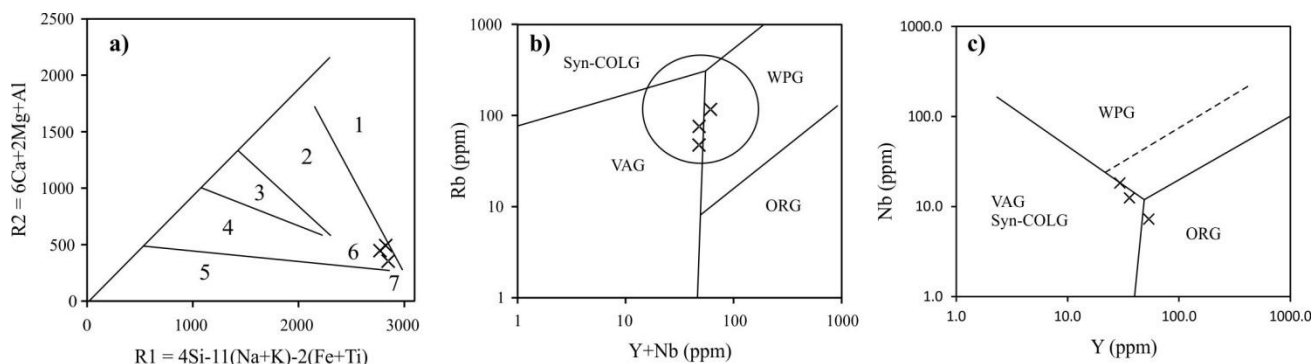 a)
R2 = 6Ca+2Mg+Al
2500
2000
1500
1000
500
0
1
2
3
4
5
6
7
0
1000
2000
3000
R1 = 4Si-11(Na+K)-2(Fe+Ti)
b)
Rb (ppm)
1000
100
10
1
Syn-COLG
WPG
VAG
ORG
1
10
100
1000
Y+Nb (ppm)
c)
Nb (ppm)
1000.0
100.0
10.0
1.0
WPG
VAG
Syn-COLG
ORG
1.0
10.0
100.0
1000.0
Y (ppm)